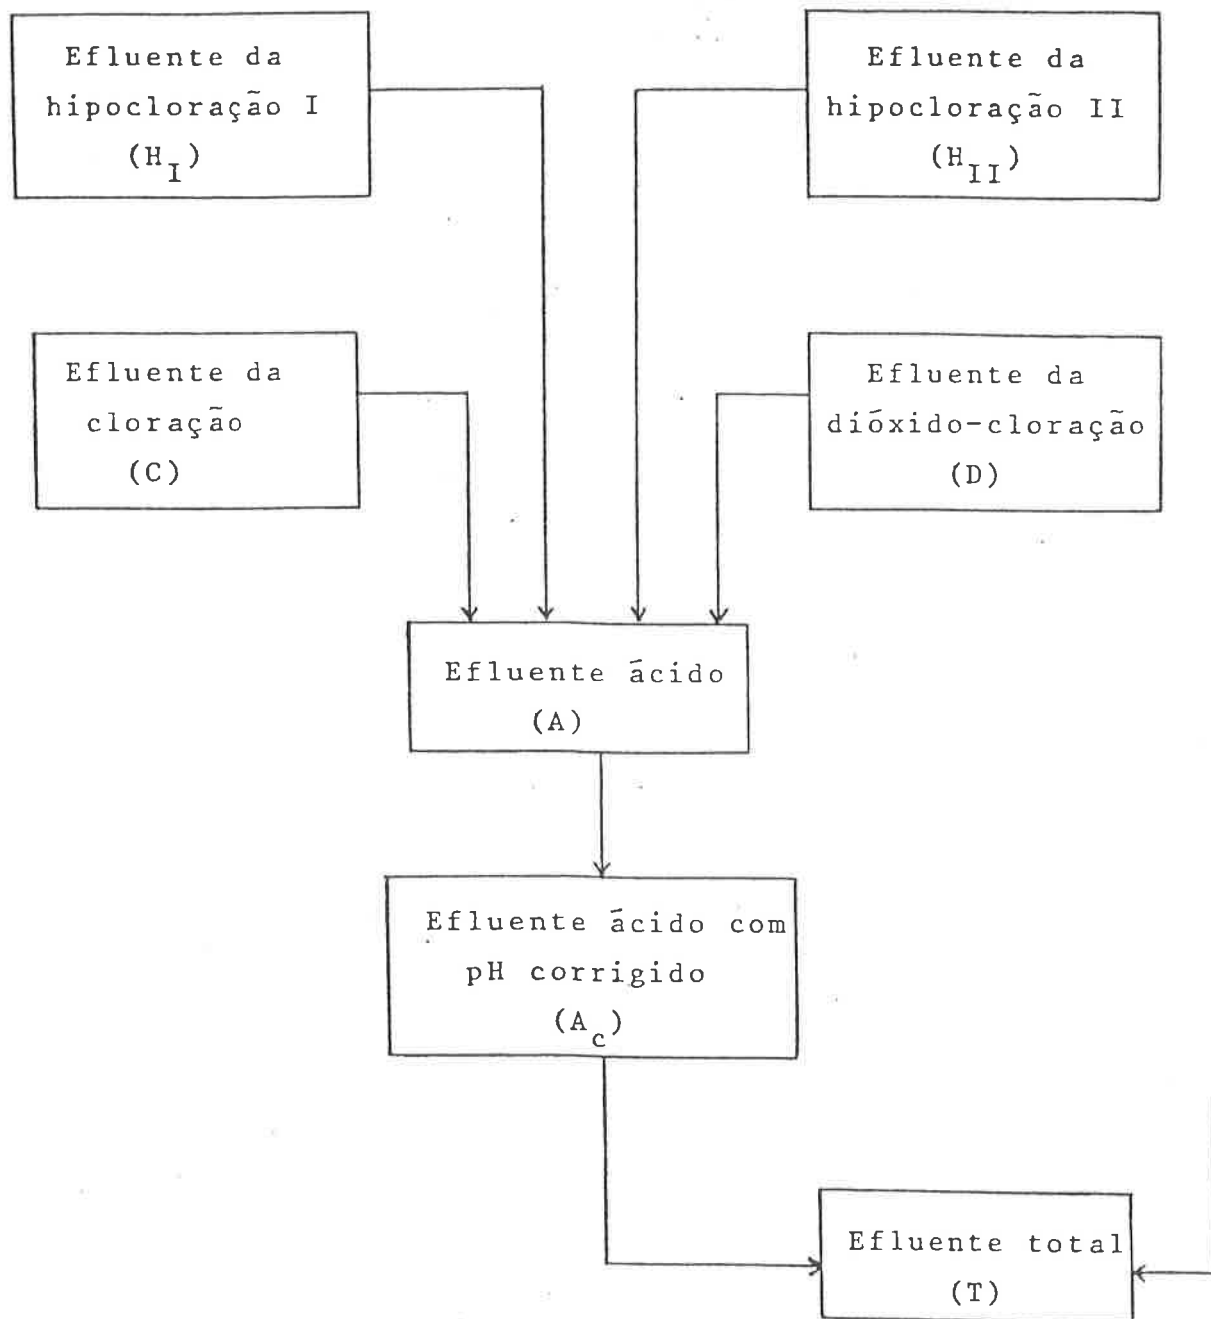 Efluente da
hipocloração I
(H_I)
Efluente da
hipocloração II
(H_II)
Efluente da
cloração
(C)
Efluente da
dióxido-cloração
(D)
Efluente ácido
(A)
Efluente ácido com
pH corrigido
(A_c)
Efluente total
(T)